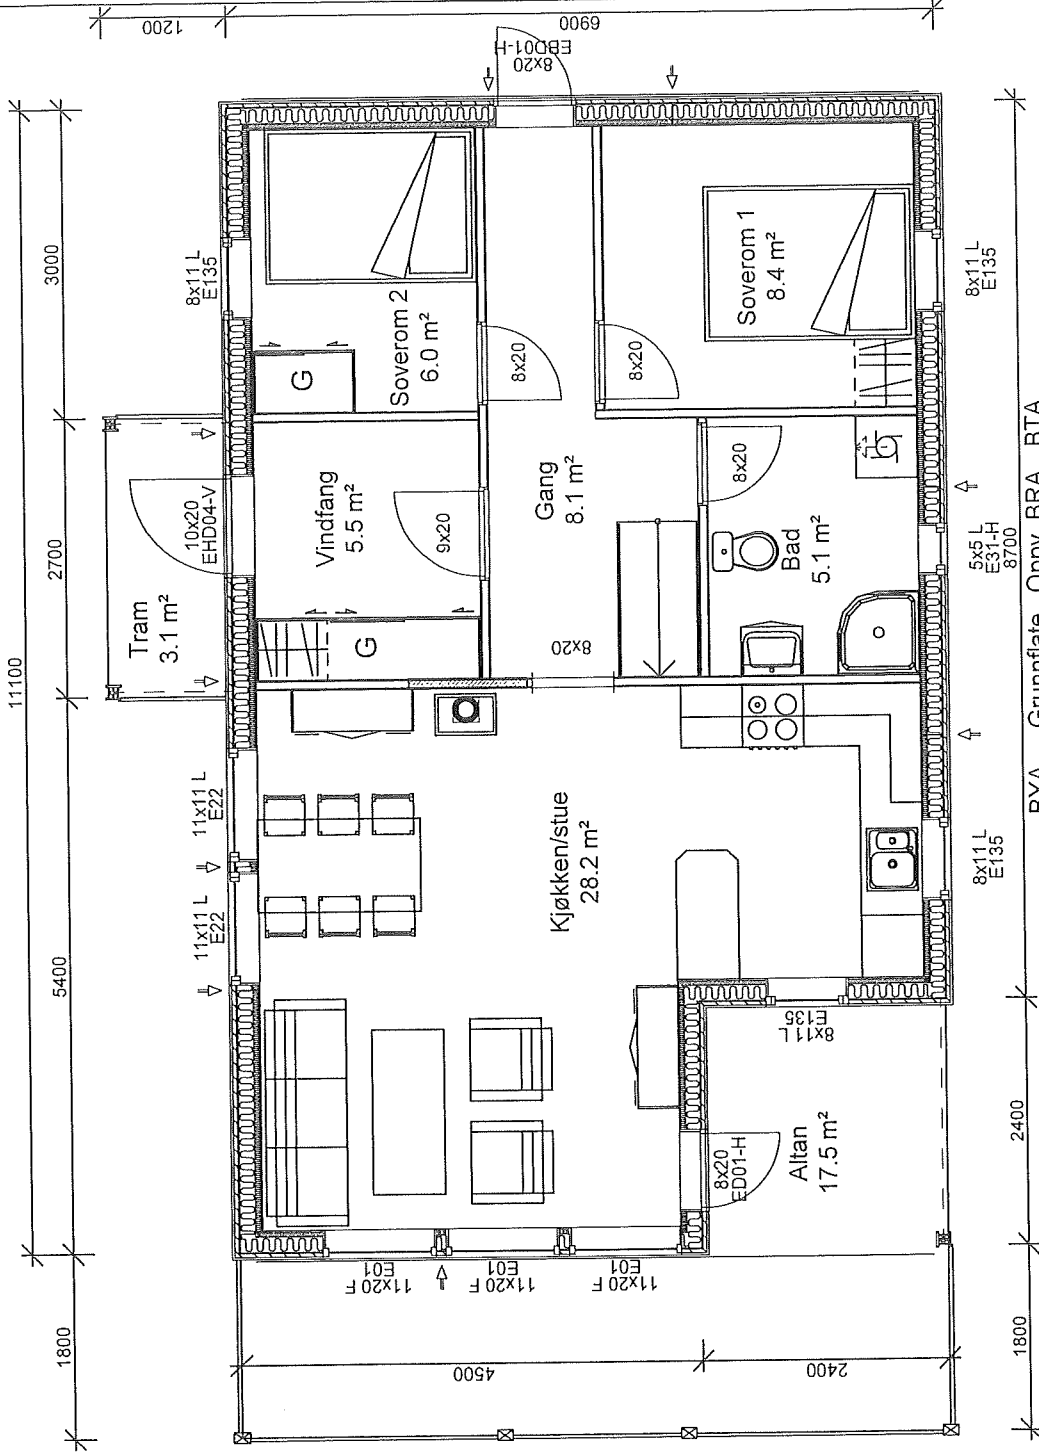 1200
6900
8x20
EBD01-H
11100
3000
2700
5400
1800
8x11 L
E135
Soverom 2
6.0 m²
G
8x20
8x20
Soverom 1
8.4 m²
8x11 L
E135
Tram
3.1 m²
10x20
EHD04-V
Vindfang
5.5 m²
9x20
G
Gang
8.1 m²
8x20
8x20
Bad
5.1 m²
5x5 L
E31-H
8700
11x11 L
E22
11x11 L
E22
Kjøkken/stue
28.2 m²
8x11 L
E135
8x11 L
E135
8x20
ED01-H
Altan
17.5 m²
11x20 F
E01
11x20 F
E01
11x20 F
E01
4500
2400
2400
1800
BYA Grunnflate Oppv. BRA BTA